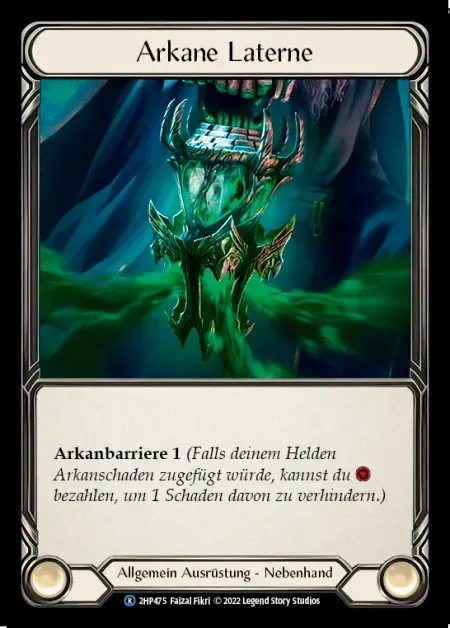 Arkane Laterne
Arkanbarriere 1 (Falls deinem Helden
Arkanschaden zugefügt würde, kannst du
bezahlen, um 1 Schaden davon zu verhindern.)
Allgemein Ausrüstung - Nebenhand
R 2HP475 Faizal Fikri © 2022 Legend Story Studios